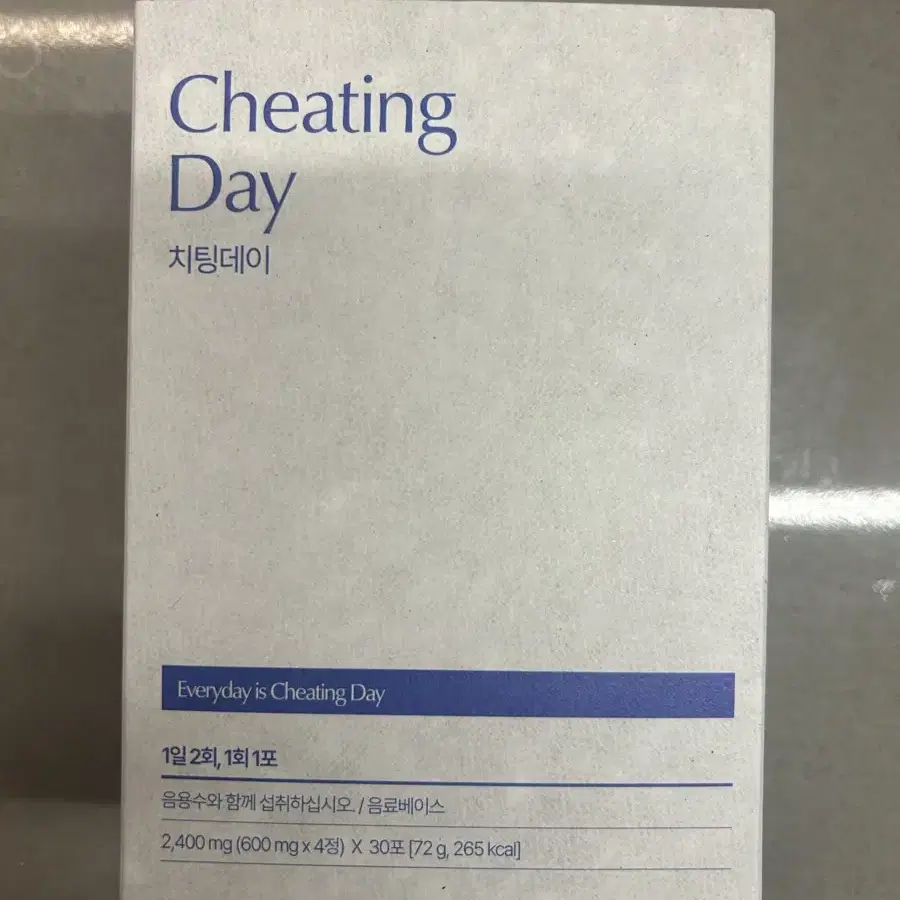 Cheating
Day
치팅데이
Everyday is Cheating Day
1일 2회, 1회 1포
음용수와 함께 섭취하십시오. / 음료베이스
2,400 mg (600 mg x 4정) X 30포 [72 g, 265 kcal]